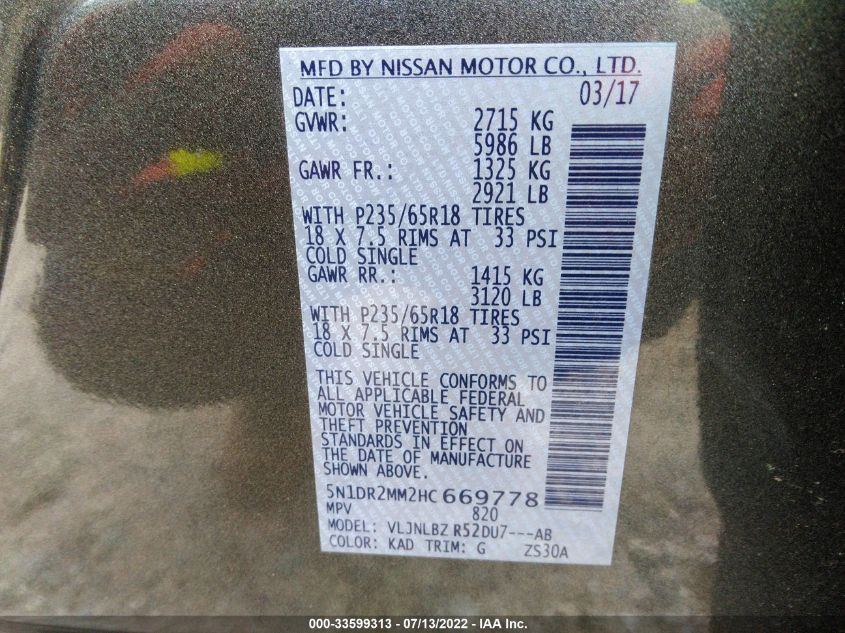 MFD BY NISSAN MOTOR CO., LTD.
DATE: 03/17
GVWR: 2715 KG
5986 LB
GAWR FR.: 1325 KG
2921 LB
WITH P235/65R18 TIRES
18 X 7.5 RIMS AT 33 PSI
COLD SINGLE
GAWR RR.: 1415 KG
3120 LB
WITH P235/65R18 TIRES
18 X 7.5 RIMS AT 33 PSI
COLD SINGLE
THIS VEHICLE CONFORMS TO
ALL APPLICABLE FEDERAL
MOTOR VEHICLE SAFETY AND
THEFT PREVENTION
STANDARDS IN EFFECT ON
THE DATE OF MANUFACTURE
SHOWN ABOVE.
5N1DR2MM2HC669778
MPV 820
MODEL: VLJNLBZ R52DU7---AB
COLOR: KAD TRIM: G ZS30A
000-33599313 - 07/13/2022 - IAA Inc.